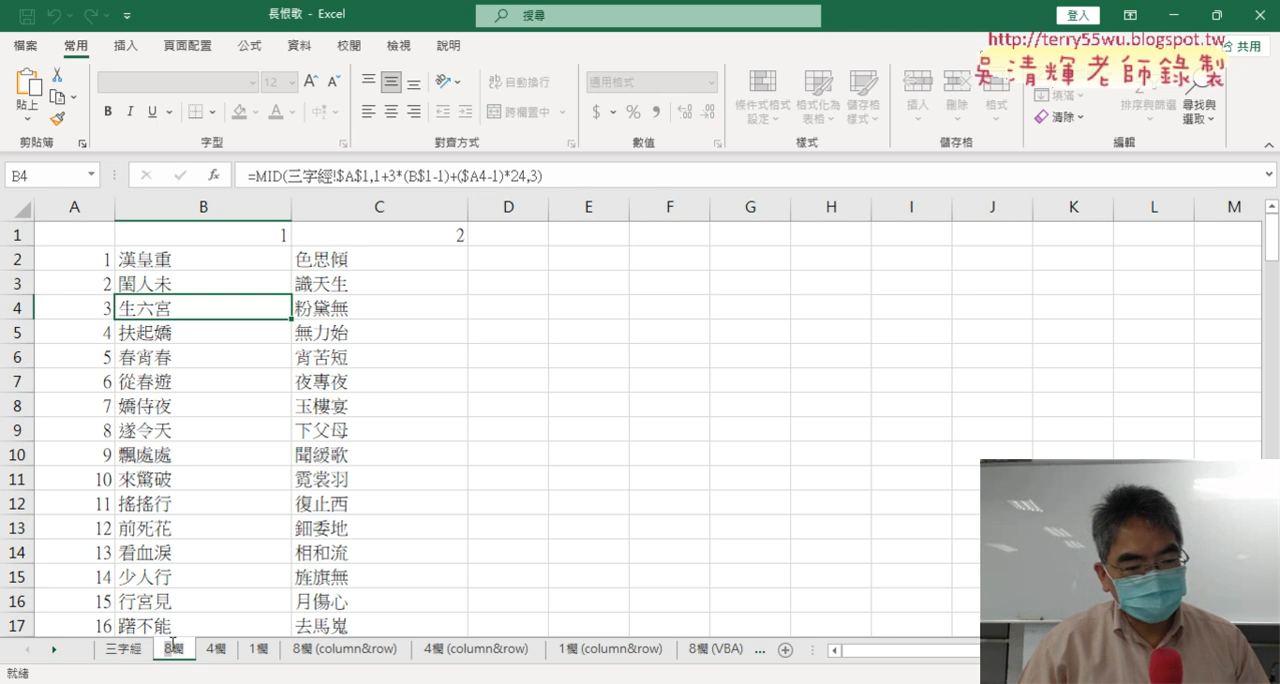 長恨歌 - Excel
搜尋
登入
檔案 常用 插入 頁面配置 公式 資料 校閱 檢視 說明
http://terry55wu.blogspot.tw
共用
吳清輝老師錄製
貼上
12
自動換行
跨欄置中
通用格式
條件式格式設定
格式化為表格
儲存格樣式
插入 刪除 格式
填滿
清除
排序與篩選 尋找與選取
剪貼簿 字型 對齊方式 數值 樣式 儲存格 編輯
B4
=MID(三字經!$A$1,1+3*(B$1-1)+($A4-1)*24,3)
A B C D E F G H I J K L M
1 1 2
2 1 漢皇重 色思傾
3 2 閨人未 識天生
4 3 生六宮 粉黛無
5 4 扶起嬌 無力始
6 5 春宵春 宵苦短
7 6 從春遊 夜專夜
8 7 嬌侍夜 玉樓宴
9 8 遂令天 下父母
10 9 飄處處 聞緩歌
11 10 來驚破 霓裳羽
12 11 搖搖行 復止西
13 12 前死花 鈿委地
14 13 看血淚 相和流
15 14 少人行 旌旗無
16 15 行宮見 月傷心
17 16 躇不能 去馬嵬
三字經 8欄 4欄 1欄 8欄 (column&row) 4欄 (column&row) 1欄 (column&row) 8欄 (VBA) ...
就緒